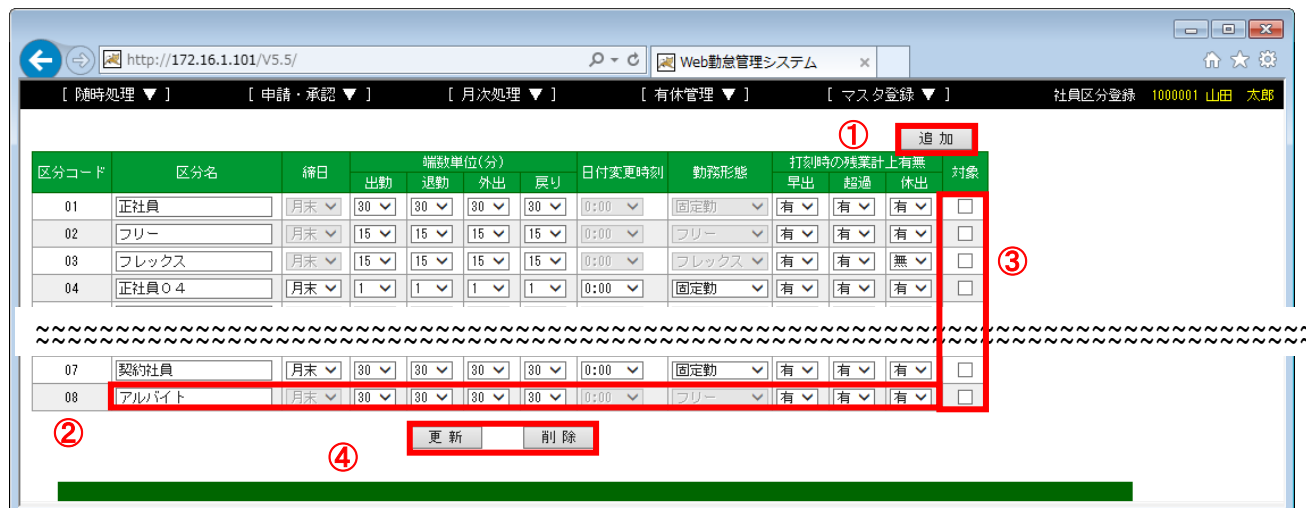 http://172.16.1.101/V5.5/ Web勤怠管理システム ×
[ 随時処理 ▼ ] [ 申請・承認 ▼ ] [ 月次処理 ▼ ] [ 有休管理 ▼ ] [ マスタ登録 ▼ ] 社員区分登録 1000001 山田 太郎
① 追 加
区分コード 区分名 締日 端数単位(分) 日付変更時刻 勤務形態 打刻時の残業計上有無 対象
出勤 退勤 外出 戻り 早出 超過 休出
01 正社員 月末 30 30 30 30 0:00 固定勤 有 有 有
02 フリー 月末 15 15 15 15 0:00 フリー 有 有 有
03 フレックス 月末 15 15 15 15 0:00 フレックス 有 有 無
③
04 正社員04 月末 1 1 1 1 0:00 固定勤 有 有 有
07 契約社員 月末 30 30 30 30 0:00 固定勤 有 有 有
08 アルバイト 月末 30 30 30 30 0:00 フリー 有 有 有
② 更 新 削 除
④